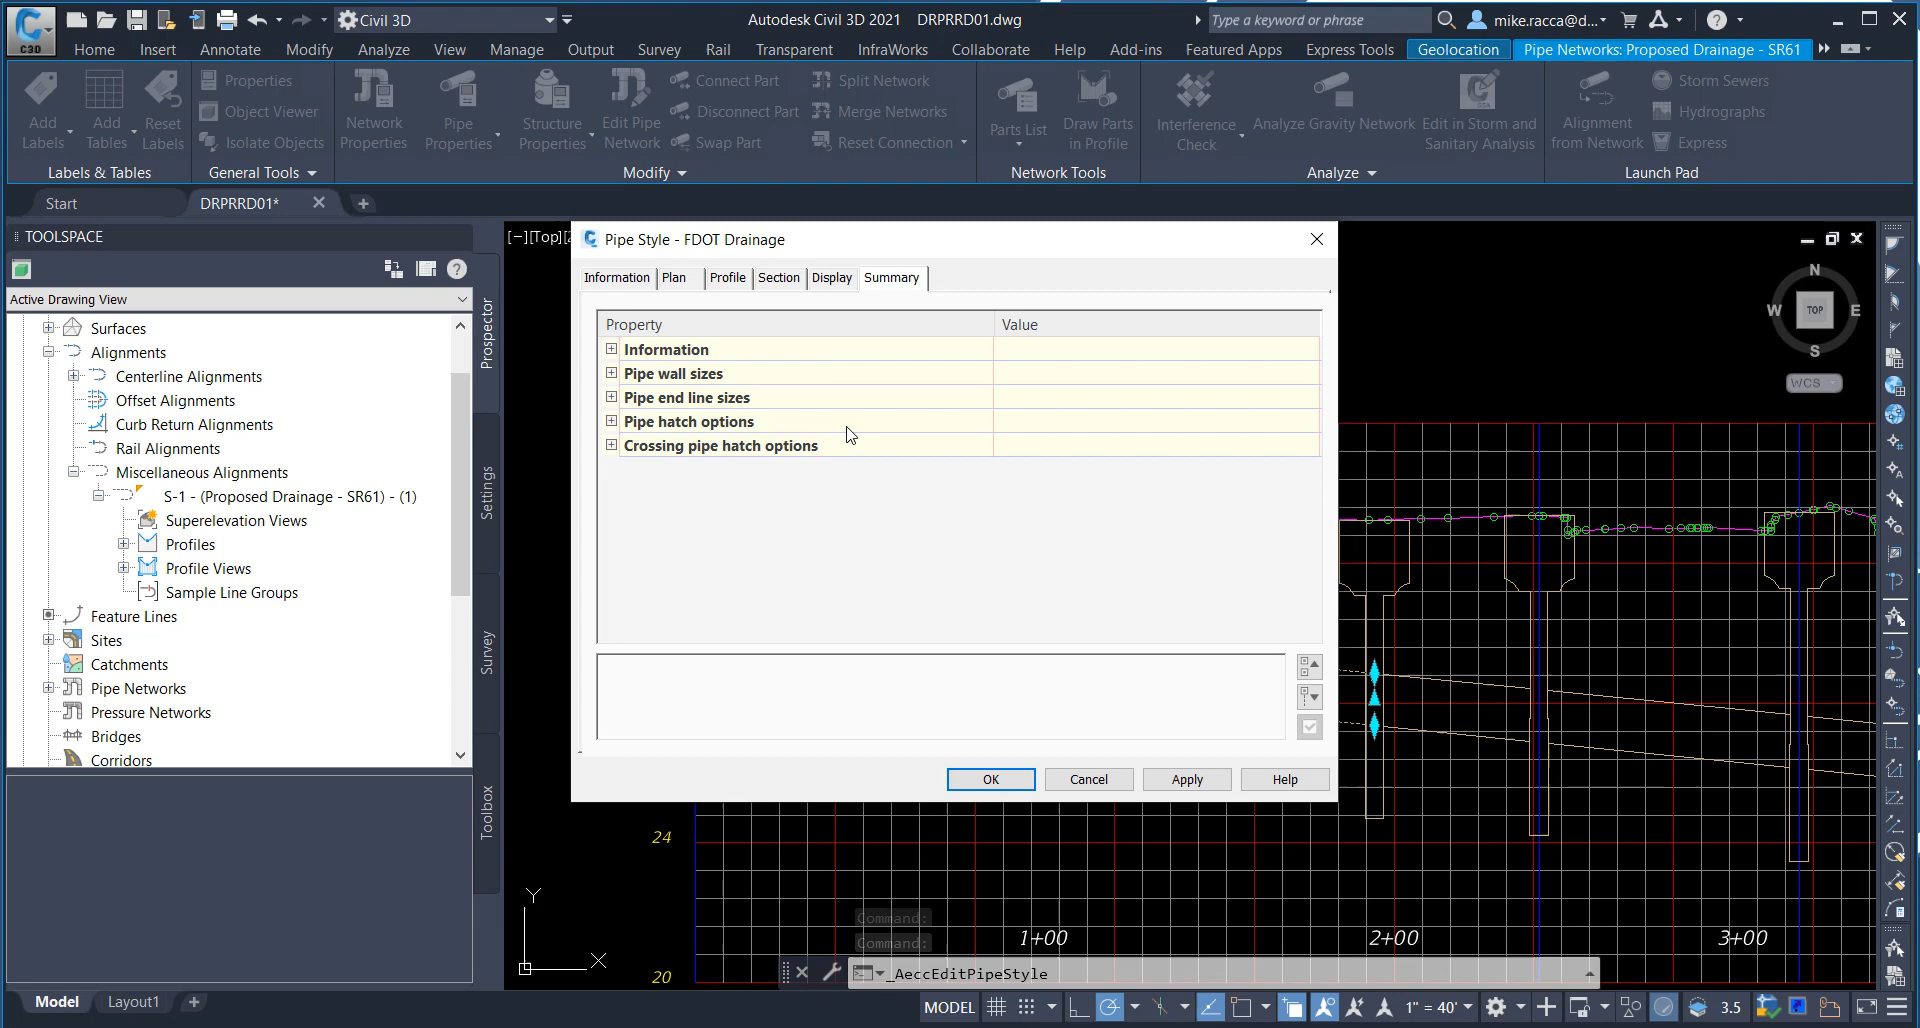 C3D
Civil 3D
Autodesk Civil 3D 2021 DRPRRD01.dwg
Type a keyword or phrase
mike.racca@d...
Home Insert Annotate Modify Analyze View Manage Output Survey Rail Transparent InfraWorks Collaborate Help Add-ins Featured Apps Express Tools Geolocation Pipe Networks: Proposed Drainage - SR61
Add Labels
Add Tables
Reset Labels
Properties
Object Viewer
Isolate Objects
Network Properties
Pipe Properties
Structure Properties
Edit Pipe Network
Connect Part
Disconnect Part
Swap Part
Split Network
Merge Networks
Reset Connection
Parts List
Draw Parts in Profile
Interference Check
Analyze Gravity Network
Edit in Storm and Sanitary Analysis
Alignment from Network
Storm Sewers
Hydrographs
Express
Labels & Tables General Tools Modify Network Tools Analyze Launch Pad
Start DRPRRD01*
TOOLSPACE
Active Drawing View
Surfaces
Alignments
Centerline Alignments
Offset Alignments
Curb Return Alignments
Rail Alignments
Miscellaneous Alignments
S-1 - (Proposed Drainage - SR61) - (1)
Superelevation Views
Profiles
Profile Views
Sample Line Groups
Feature Lines
Sites
Catchments
Pipe Networks
Pressure Networks
Bridges
Corridors
Prospector
Settings
Survey
Toolbox
[−][Top]
Pipe Style - FDOT Drainage
Information Plan Profile Section Display Summary
Property Value
Information
Pipe wall sizes
Pipe end line sizes
Pipe hatch options
Crossing pipe hatch options
OK Cancel Apply Help
N
W TOP E
S
WCS
24
20
1+00 2+00 3+00
Y
X
Command:
Command:
_AeccEditPipeStyle
Model Layout1
MODEL
1" = 40'
3.5